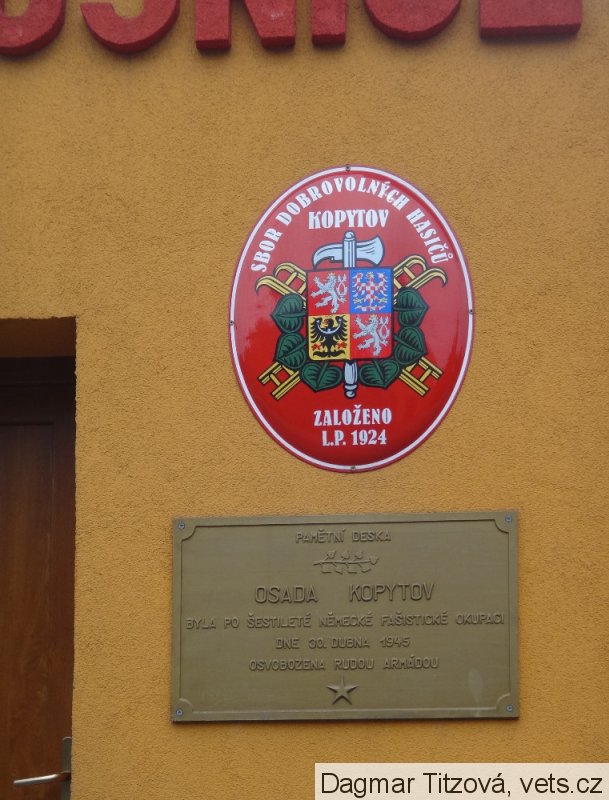 SBOR DOBROVOLNÝCH HASIČŮ
KOPYTOV
ZALOŽENO
L.P. 1924
PAMĚTNÍ DESKA
OSADA KOPYTOV
BYLA PO ŠESTILETÉ NĚMECKÉ FAŠISTICKÉ OKUPACI
DNE 30. DUBNA 1945
OSVOBOZENA RUDOU ARMÁDOU
Dagmar Titzová, vets.cz